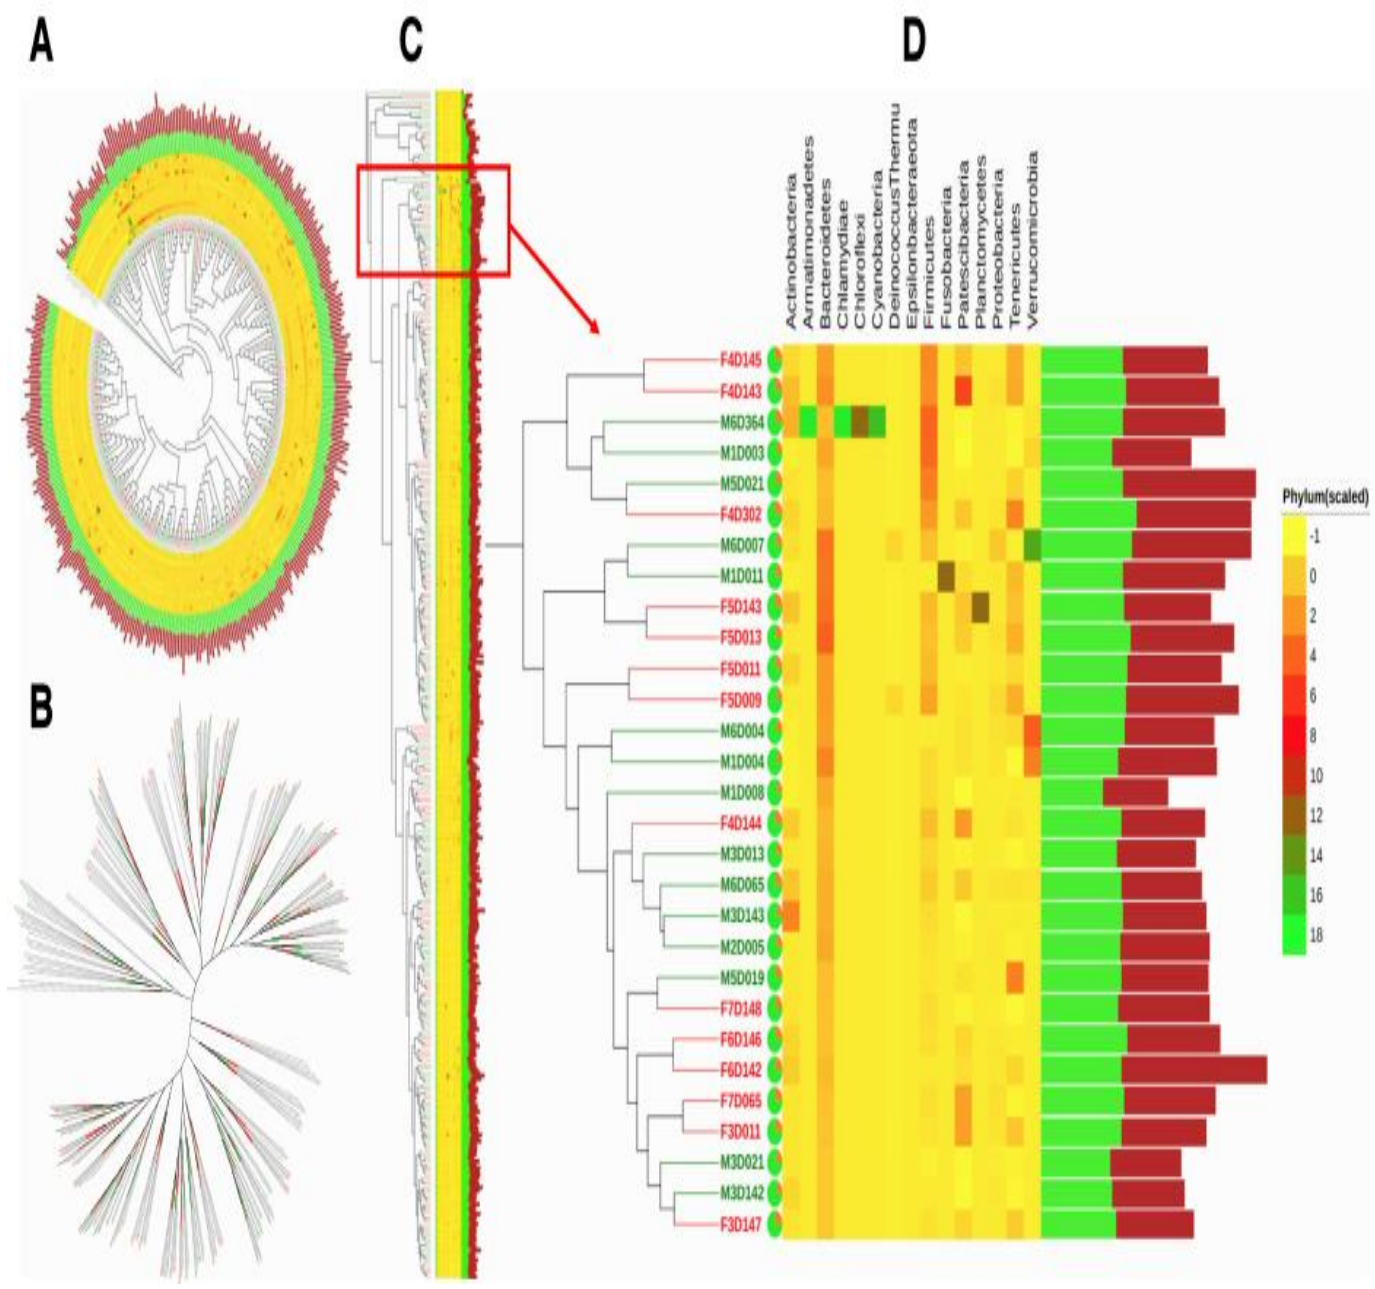 A
C
D
B
Actinobacteria
Armatimonadetes
Bacteroidetes
Chlamydiae
Chloroflexi
Cyanobacteria
DeinococcusThermu
Epsilonbacteraeota
Firmicutes
Fusobacteria
Patescibacteria
Planctomycetes
Proteobacteria
Tenericutes
Verrucomicrobia
F4D145
F4D143
M6D364
M1D003
M5D021
F4D302
M6D007
M1D011
F5D143
F5D013
F5D011
F5D009
M6D004
M1D004
M1D008
F4D144
M3D013
M6D065
M3D143
M2D005
M5D019
F7D148
F6D146
F6D142
F7D065
F3D011
M3D021
M3D142
F3D147
Phylum(scaled)
-1
0
2
4
6
8
10
12
14
16
18